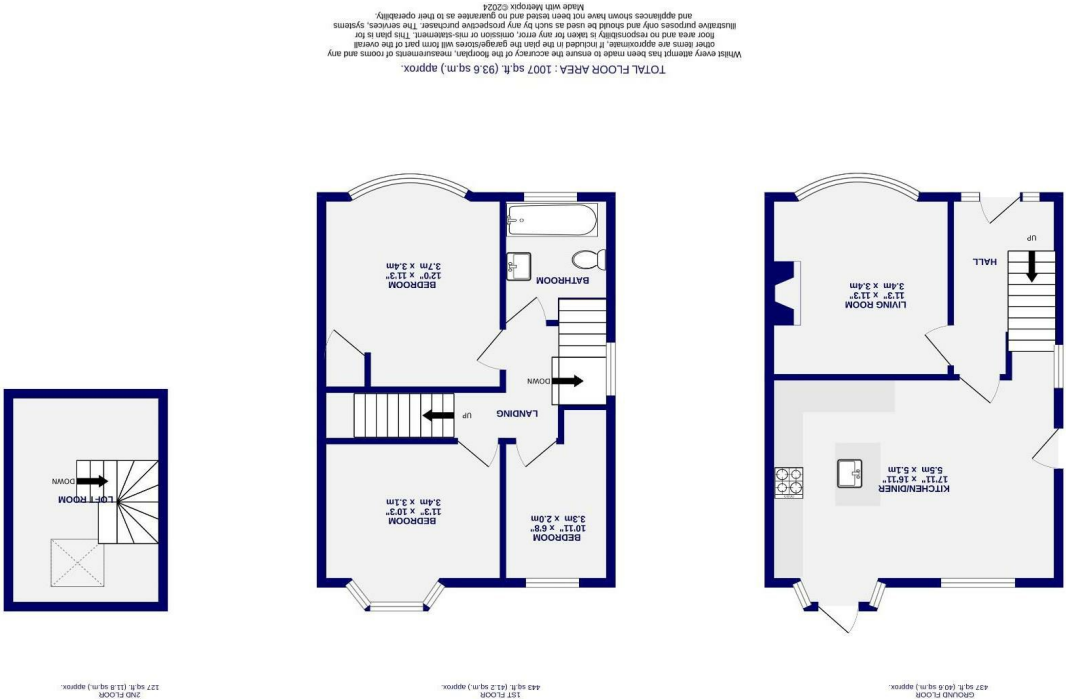 GROUND FLOOR
437 sq.ft. (40.6 sq.m.) approx.
1ST FLOOR
443 sq.ft. (41.2 sq.m.) approx.
2ND FLOOR
127 sq.ft. (11.8 sq.m.) approx.
KITCHEN/DINER
17'11" x 16'11"
5.5m x 5.1m
LIVING ROOM
11'3" x 11'3"
3.4m x 3.4m
HALL
UP
BEDROOM
10'11" x 6'8"
3.3m x 2.0m
BEDROOM
11'3" x 10'3"
3.4m x 3.1m
LANDING
UP
DOWN
BATHROOM
BEDROOM
12'0" x 11'3"
3.7m x 3.4m
LOFT ROOM
DOWN
TOTAL FLOOR AREA : 1007 sq.ft. (93.6 sq.m.) approx.
Whilst every attempt has been made to ensure the accuracy of the floorplan, measurements of rooms and any
other items are approximate, If included in the plan the garage/stores will form part of the overall
floor area and no responsibility is taken for any error, omission or mis-statement. This plan is for
illustrative purposes only and should be used as such by any prospective purchaser. The services, systems
and appliances shown have not been tested and no guarantee as to their operability.
Made with Metropix ©2024